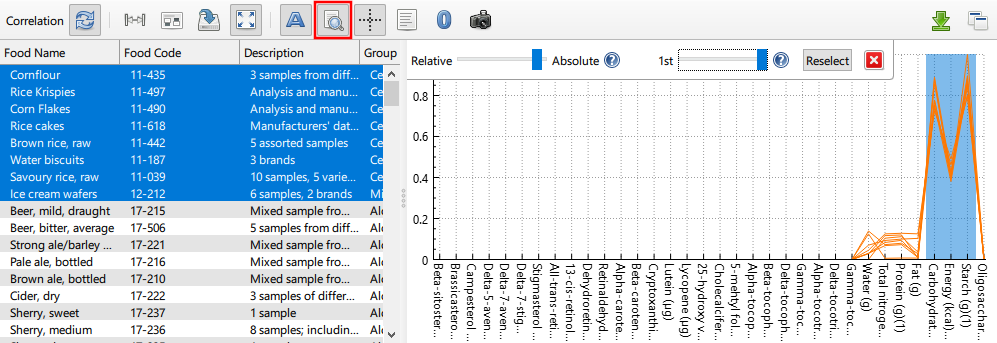 Correlation
A
0
Food Name Food Code Description Group
Cornflour 11-435 3 samples from diff... Ce
Rice Krispies 11-497 Analysis and manu... Ce
Corn Flakes 11-490 Analysis and manu... Ce
Rice cakes 11-618 Manufacturers' dat... Ce
Brown rice, raw 11-442 5 assorted samples Ce
Water biscuits 11-187 3 brands Ce
Savoury rice, raw 11-039 10 samples, 5 varie... Ce
Ice cream wafers 12-212 6 samples, 2 brands Mi
Beer, mild, draught 17-215 Mixed sample fro... Alc
Beer, bitter, average 17-506 5 samples from dif... Alc
Strong ale/barley ... 17-221 Mixed sample fro... Alc
Pale ale, bottled 17-216 Mixed sample fro... Alc
Brown ale, bottled 17-210 Mixed sample fro... Alc
Cider, dry 17-222 3 samples of differ... Alc
Sherry, sweet 17-237 1 sample Alc
Sherry, medium 17-236 8 samples; includin... Alc
Relative Absolute ? 1st ? Reselect
0.8
0.6
0.4
0.2
0
Beta-sitoster...
Brassicastero...
Campesterol ...
Delta-5-aven...
Delta-7-aven...
Delta-7-stig...
Stigmasterol ...
All-trans-reti...
13-cis-retinol...
Dehydroretin...
Retinaldehyd...
Alpha-carote...
Beta-caroten...
Cyptoxanthi...
Lutein (µg)
Lycopene (µg)
25-hydroxy v...
Cholecalcifer...
5-methyl fol...
Alpha-tocop...
Beta-tocoph...
Delta-tocoph...
Gamma-toc...
Alpha-tocotr...
Delta-tocotri...
Gamma-toc...
Water (g)
Total nitroge...
Protein (g)(1)
Fat (g)
Carbohydrat...
Energy (kcal)...
Starch (g)(1)
Oligosacchar...